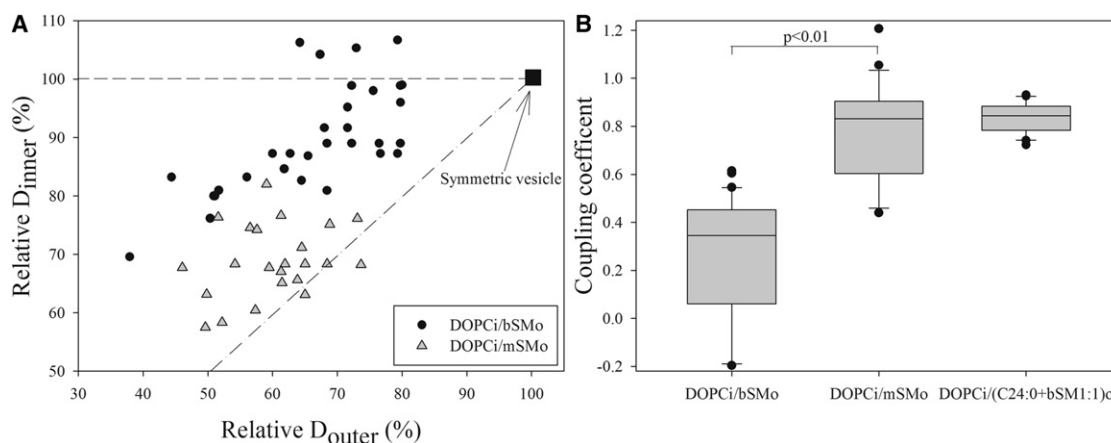 A
Relative Dinner (%)
110
100
90
80
70
60
50
30
40
50
60
70
80
90
100
Relative Douter (%)
Symmetric vesicle
DOPCi/bSMo
DOPCi/mSMo
B
Coupling coefficent
1.2
1.0
0.8
0.6
0.4
0.2
0.0
-0.2
p<0.01
DOPCi/bSMo
DOPCi/mSMo
DOPCi/(C24:0+bSM1:1)o